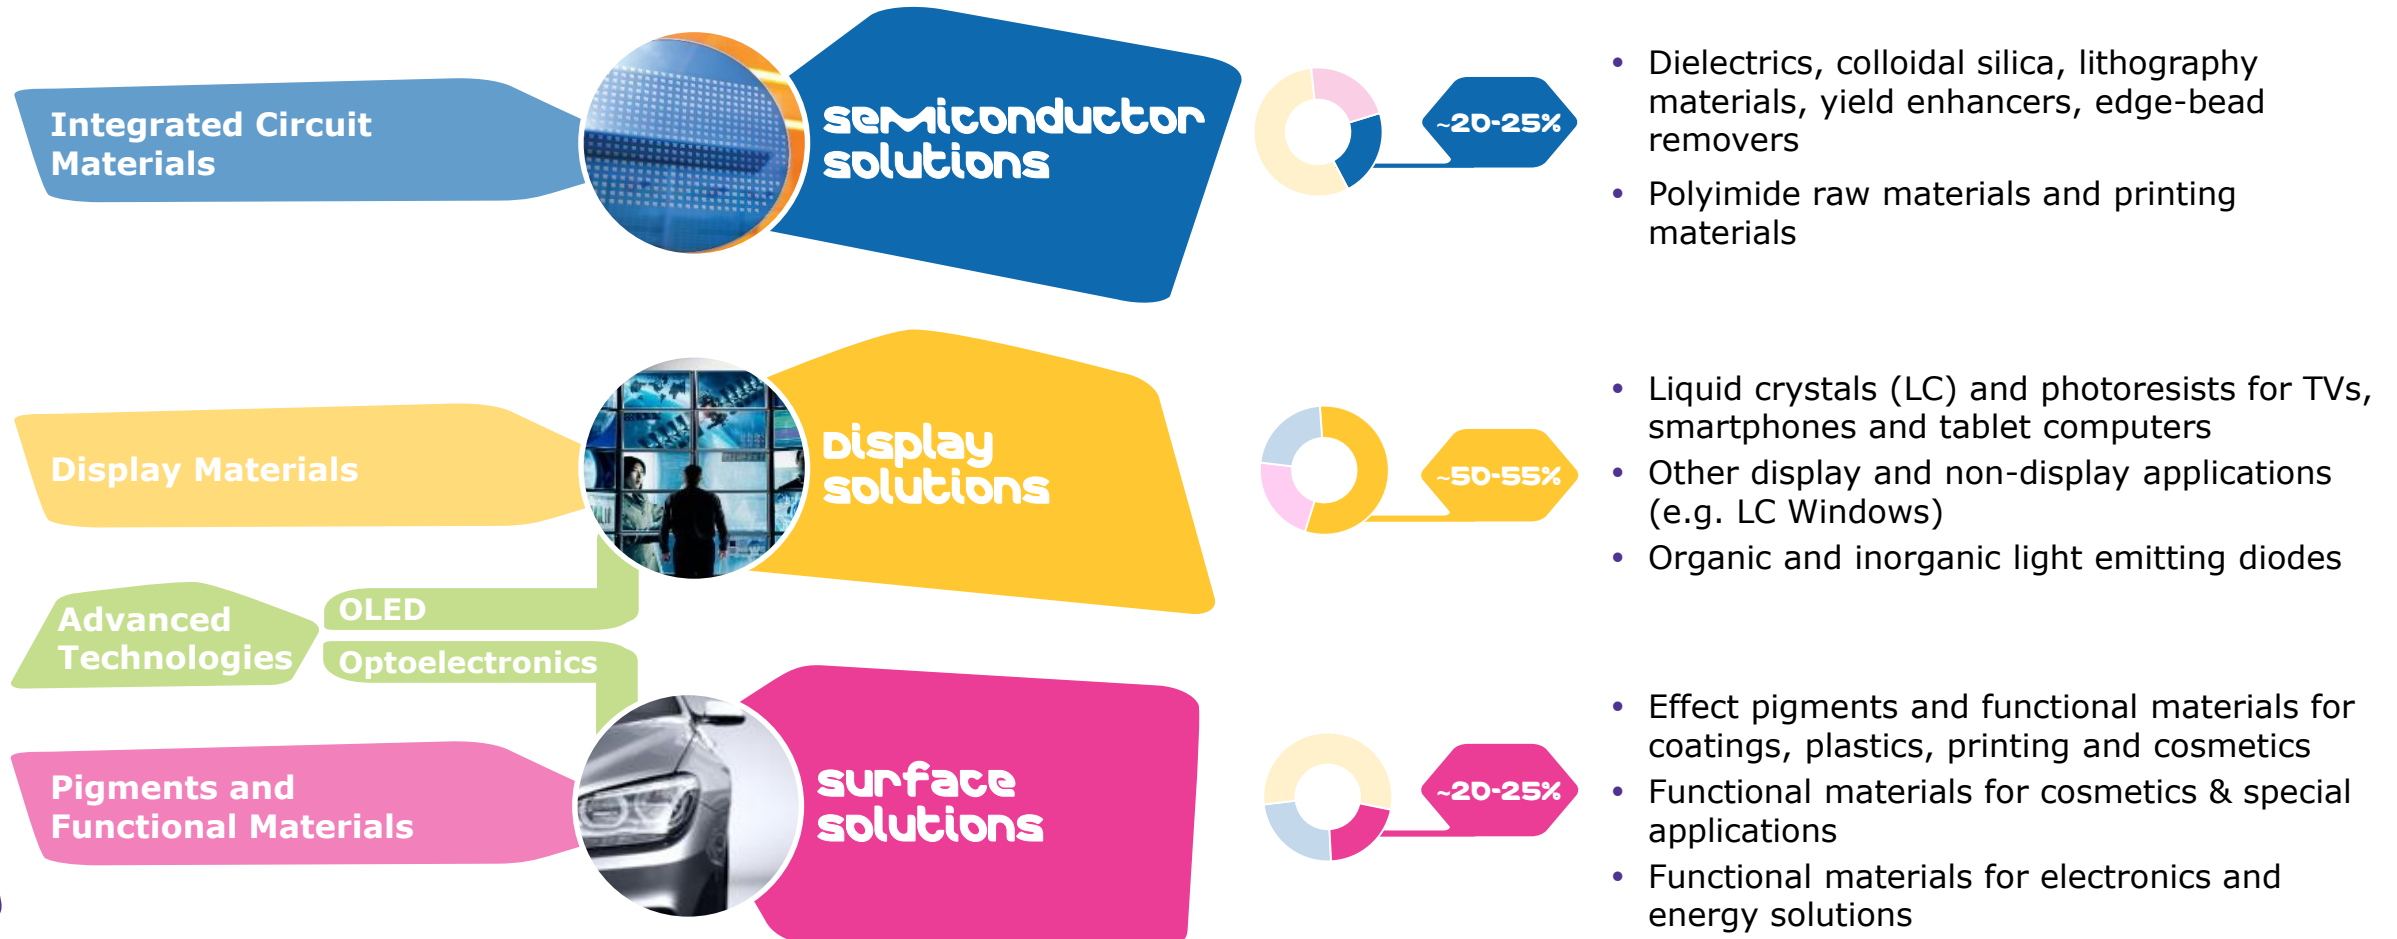 Integrated Circuit
Materials
semiconductor
solutions
~20-25%
• Dielectrics, colloidal silica, lithography
materials, yield enhancers, edge-bead
removers
• Polyimide raw materials and printing
materials
Display Materials
Display
solutions
~50-55%
• Liquid crystals (LC) and photoresists for TVs,
smartphones and tablet computers
• Other display and non-display applications
(e.g. LC Windows)
• Organic and inorganic light emitting diodes
Advanced
Technologies
OLED
Optoelectronics
Pigments and
Functional Materials
surface
solutions
~20-25%
• Effect pigments and functional materials for
coatings, plastics, printing and cosmetics
• Functional materials for cosmetics & special
applications
• Functional materials for electronics and
energy solutions